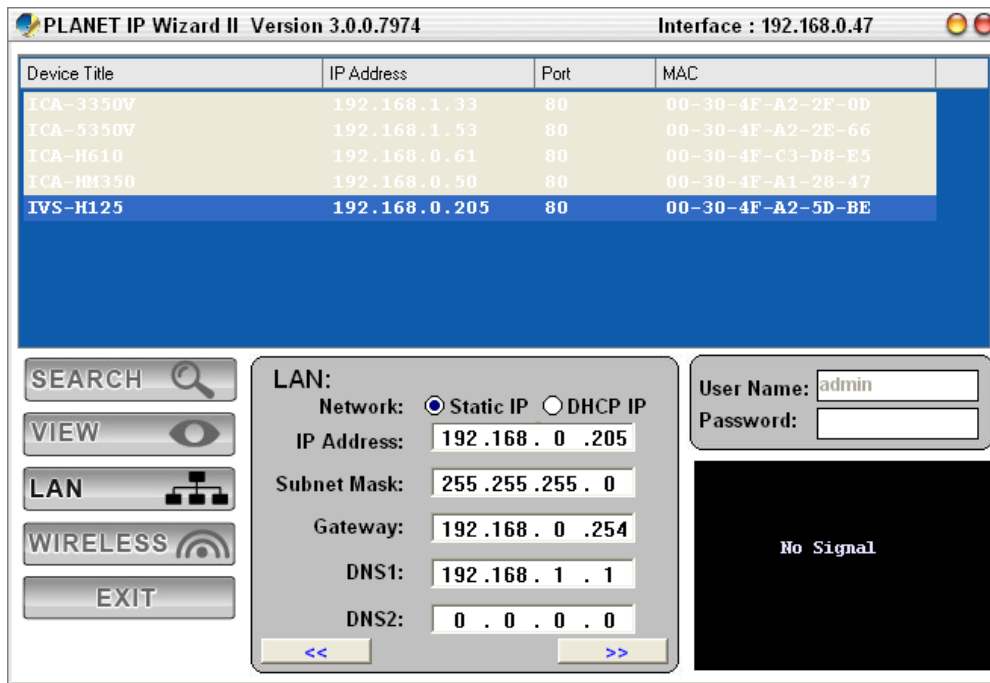 PLANET IP Wizard II Version 3.0.0.7974 Interface : 192.168.0.47
Device Title IP Address Port MAC
ICA-3350V 192.168.1.33 80 00-30-4F-A2-2F-0D
ICA-5350V 192.168.1.53 80 00-30-4F-A2-2E-66
ICA-H610 192.168.0.61 80 00-30-4F-C3-D8-E5
ICA-HM350 192.168.0.50 80 00-30-4F-A1-28-47
IVS-H125 192.168.0.205 80 00-30-4F-A2-5D-BE
SEARCH
VIEW
LAN
WIRELESS
EXIT
LAN:
Network: Static IP DHCP IP
IP Address: 192.168. 0 .205
Subnet Mask: 255.255.255. 0
Gateway: 192.168. 0 .254
DNS1: 192.168. 1 . 1
DNS2: 0 . 0 . 0 . 0
<< >>
User Name: admin
Password:
No Signal